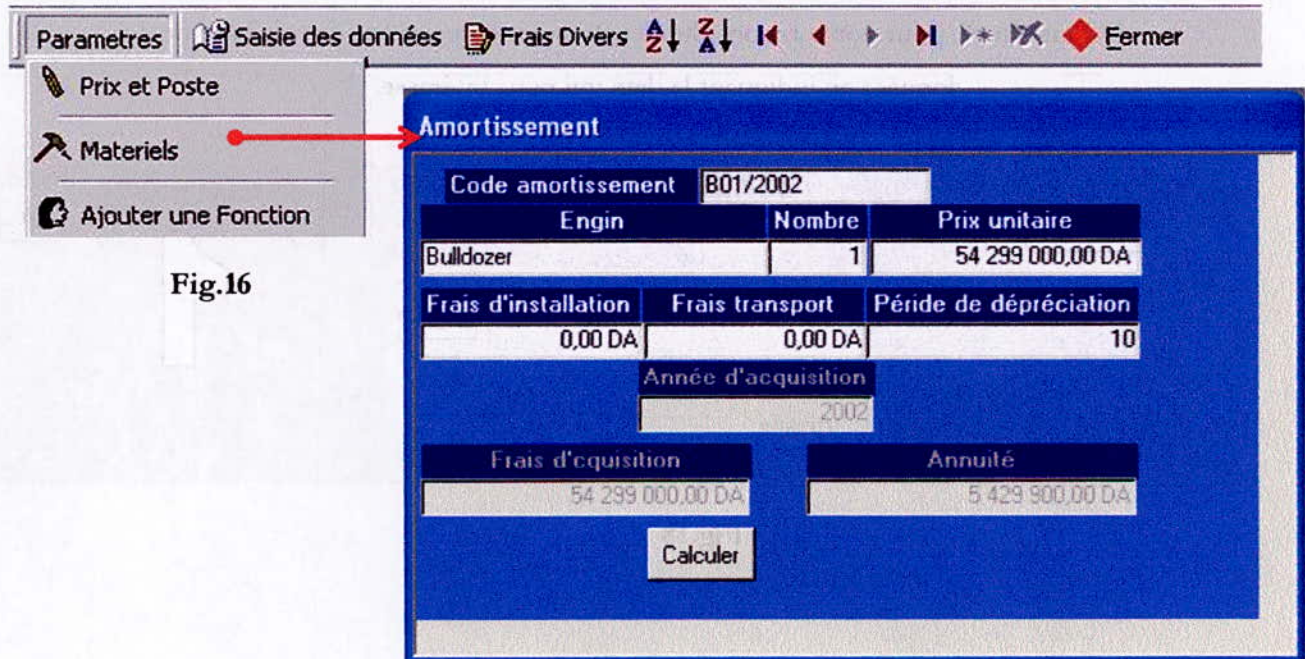 Parametres Saisie des données Frais Divers Fermer
Prix et Poste
Materiels
Ajouter une Fonction
Fig.16
Amortissement
Code amortissement B01/2002
Engin Nombre Prix unitaire
Bulldozer 1 54 299 000,00 DA
Frais d'installation Frais transport Péride de dépréciation
0,00 DA 0,00 DA 10
Année d'acquisition
2002
Frais d'cquisition Annuité
54 299 000,00 DA 5 429 900,00 DA
Calculer